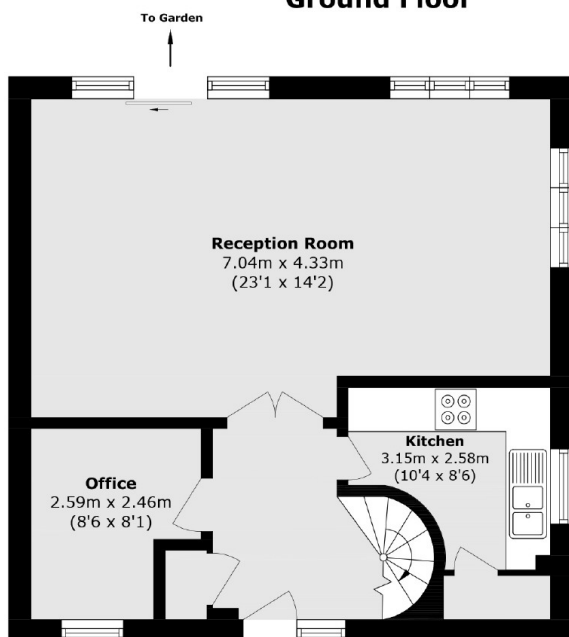 Ground Floor
To Garden
Reception Room
7.04m x 4.33m
(23'1 x 14'2)
Kitchen
3.15m x 2.58m
(10'4 x 8'6)
Office
2.59m x 2.46m
(8'6 x 8'1)